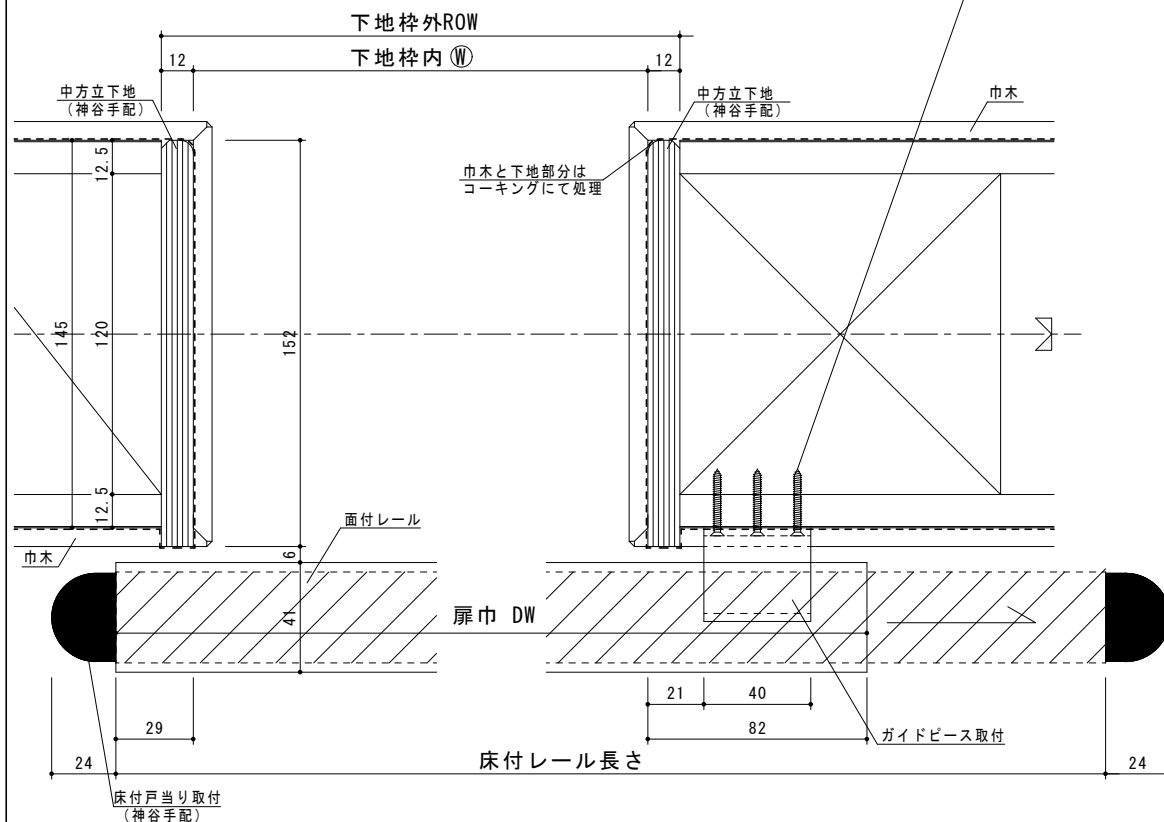 下地枠外ROW
12
下地枠内 Ⓦ
12
中方立下地
(神谷手配)
中方立下地
(神谷手配)
巾木
巾木と下地部分は
コーキングにて処理
12.5
145
120
152
12.5
巾木
面付レール
6
41
扉巾 DW
21
40
29
82
ガイドピース取付
24
床付レール長さ
24
床付戸当り取付
(神谷手配)